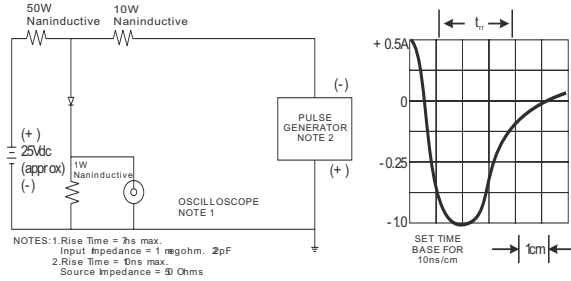 50W
Naninductive
10W
Naninductive
(+)
25Vdc
(approx)
(-)
1W
Naninductive
OSCILLOSCOPE
NOTE 1
(-)
PULSE
GENERATOR
NOTE 2
(+)
NOTES:1.Rise Time = 7ns max.
Input Impedance = 1 megohm. 22pF
2.Rise Time = 10ns max.
Source Impedance = 50 Ohms
trr
+0.5A
0
-0.25
-1.0
SET TIME
BASE FOR
10ns/cm
1cm